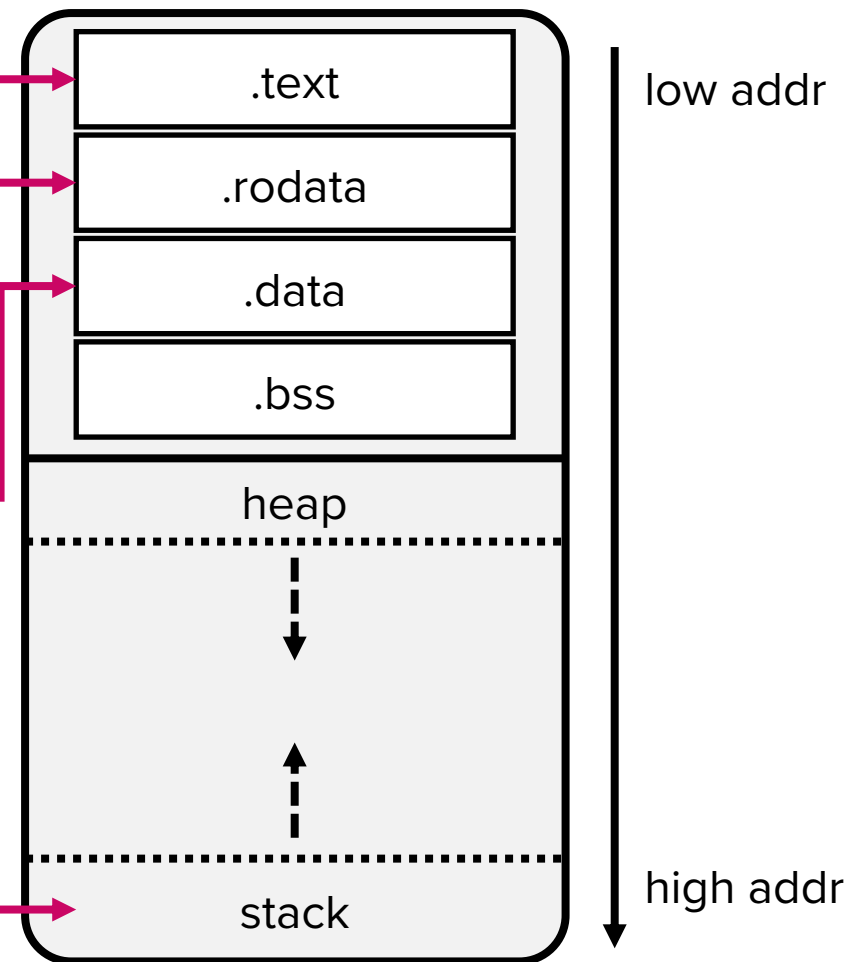 .text
low addr
.rodata
.data
.bss
heap
high addr
stack